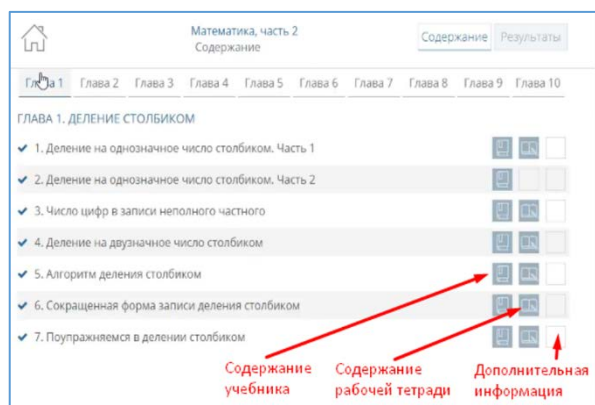 Математика, часть 2
Содержание
Содержание Результаты
Глава 1 Глава 2 Глава 3 Глава 4 Глава 5 Глава 6 Глава 7 Глава 8 Глава 9 Глава 10
ГЛАВА 1. ДЕЛЕНИЕ СТОЛБИКОМ
1. Деление на однозначное число столбиком. Часть 1
2. Деление на однозначное число столбиком. Часть 2
3. Число цифр в записи неполного частного
4. Деление на двузначное число столбиком
5. Алгоритм деления столбиком
6. Сокращенная форма записи деления столбиком
7. Поупражняемся в делении столбиком
Содержание учебника
Содержание рабочей тетради
Дополнительная информация